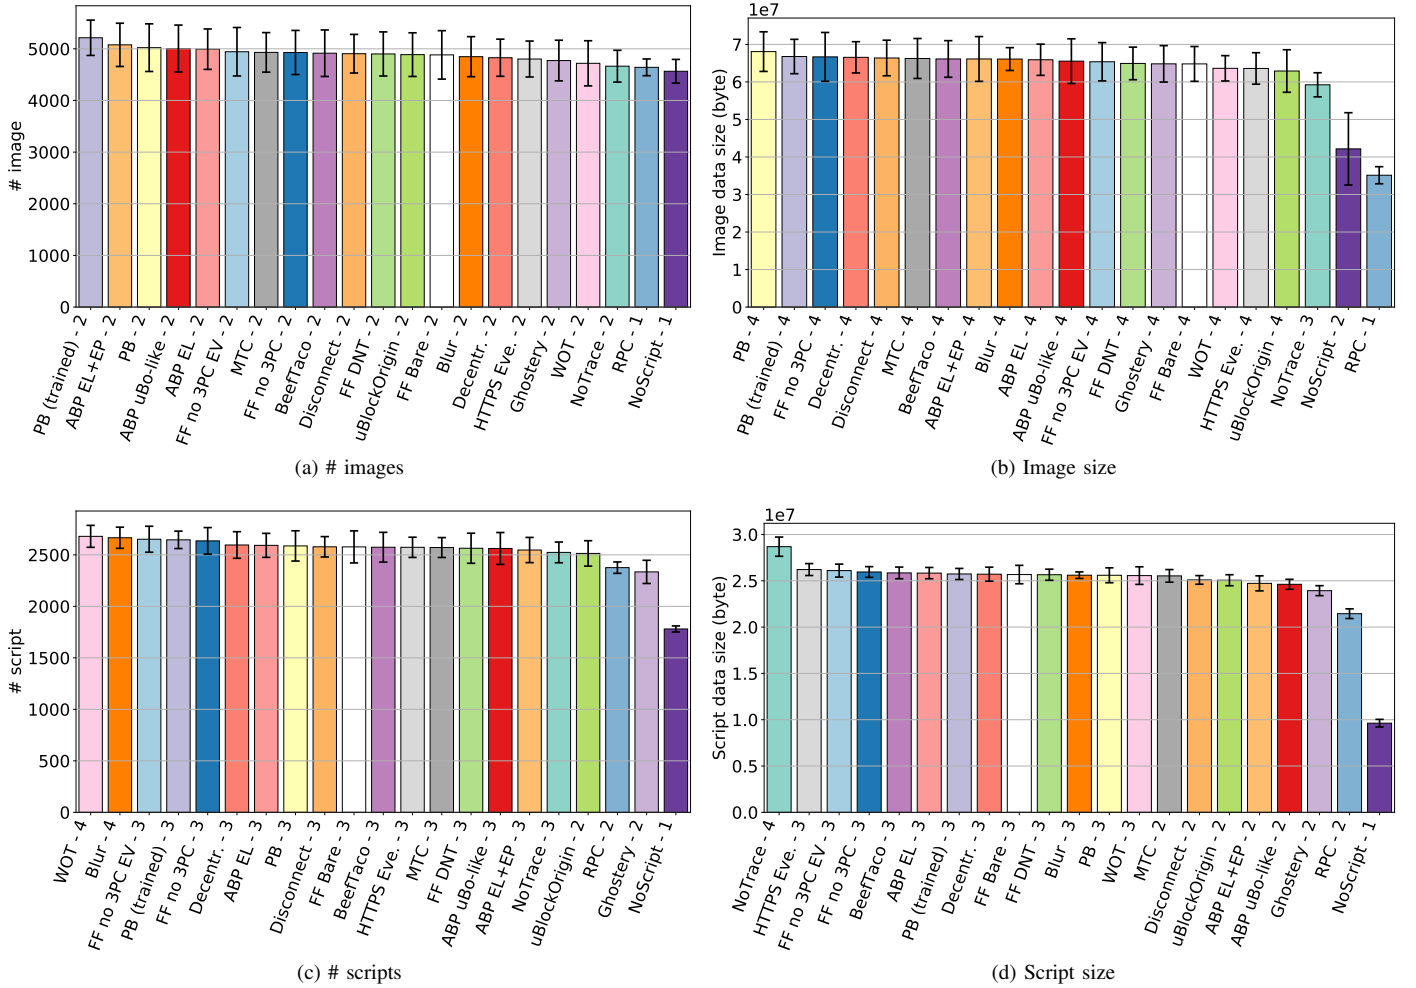 # image
5000
4000
3000
2000
1000
0
PB (trained) - 2
ABP EL+EP - 2
PB - 2
ABP uBo-like - 2
ABP EL - 2
FF no 3PC EV - 2
MTC - 2
FF no 3PC - 2
BeefTaco - 2
Disconnect - 2
FF DNT - 2
uBlockOrigin - 2
FF Bare - 2
Blur - 2
Decentr. - 2
HTTPS Eve.. - 2
Ghostery - 2
WOT - 2
NoTrace - 2
RPC - 1
NoScript - 1
(a) # images
1e7
Image data size (byte)
7
6
5
4
3
2
1
0
PB - 4
PB (trained) - 4
FF no 3PC - 4
Decentr. - 4
Disconnect - 4
MTC - 4
BeefTaco - 4
ABP EL+EP - 4
Blur - 4
ABP EL - 4
ABP uBo-like - 4
FF no 3PC EV - 4
FF DNT - 4
Ghostery - 4
FF Bare - 4
WOT - 4
HTTPS Eve.. - 4
uBlockOrigin - 4
NoTrace - 3
NoScript - 2
RPC - 1
(b) Image size
# script
2500
2000
1500
1000
500
0
WOT - 4
Blur - 4
FF no 3PC EV - 3
PB (trained) - 3
FF no 3PC - 3
Decentr. - 3
ABP EL - 3
PB - 3
Disconnect - 3
FF Bare - 3
BeefTaco - 3
HTTPS Eve.. - 3
MTC - 3
FF DNT - 3
ABP uBo-like - 3
ABP EL+EP - 3
NoTrace - 3
uBlockOrigin - 2
RPC - 2
Ghostery - 2
NoScript - 1
(c) # scripts
1e7
Script data size (byte)
3.0
2.5
2.0
1.5
1.0
0.5
0.0
NoTrace - 4
HTTPS Eve.. - 3
FF no 3PC EV - 3
FF no 3PC - 3
BeefTaco - 3
ABP EL - 3
PB (trained) - 3
Decentr. - 3
FF Bare - 3
FF DNT - 3
Blur - 3
PB - 3
WOT - 3
MTC - 2
Disconnect - 2
uBlockOrigin - 2
ABP EL+EP - 2
ABP uBo-like - 2
Ghostery - 2
RPC - 2
NoScript - 1
(d) Script size